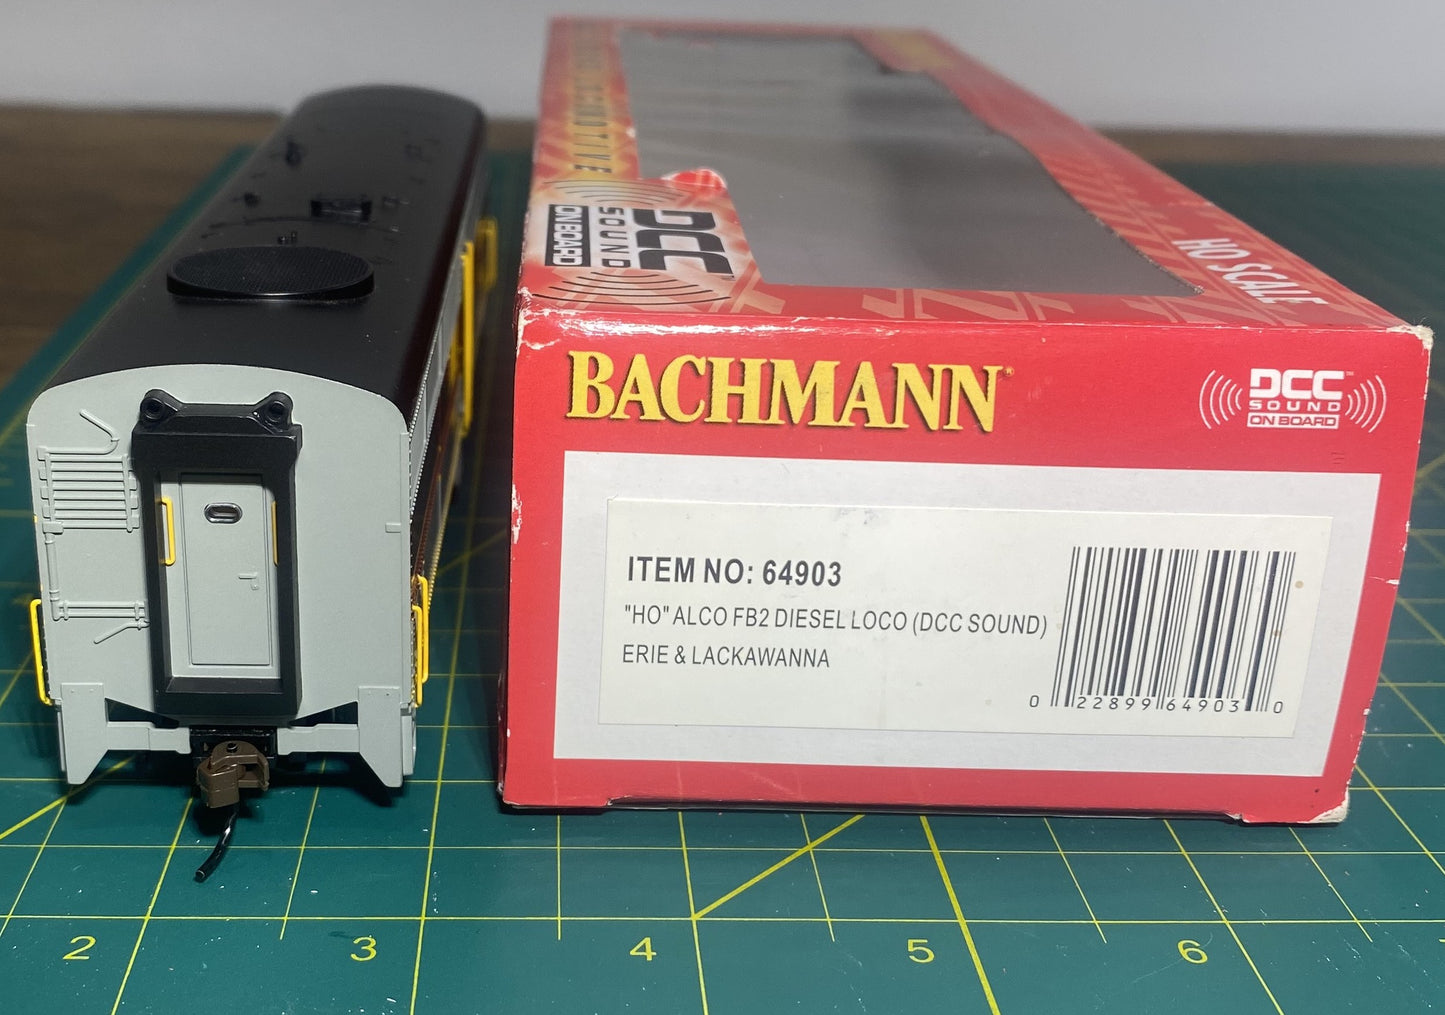 LOCOMOTIVE
DCC
SOUND
ON BOARD
HO SCALE
BACHMANN
DCC
SOUND
ON BOARD
ITEM NO: 64903
"HO" ALCO FB2 DIESEL LOCO (DCC SOUND)
ERIE & LACKAWANNA
0 22899 64903 0
2 3 4 5 6